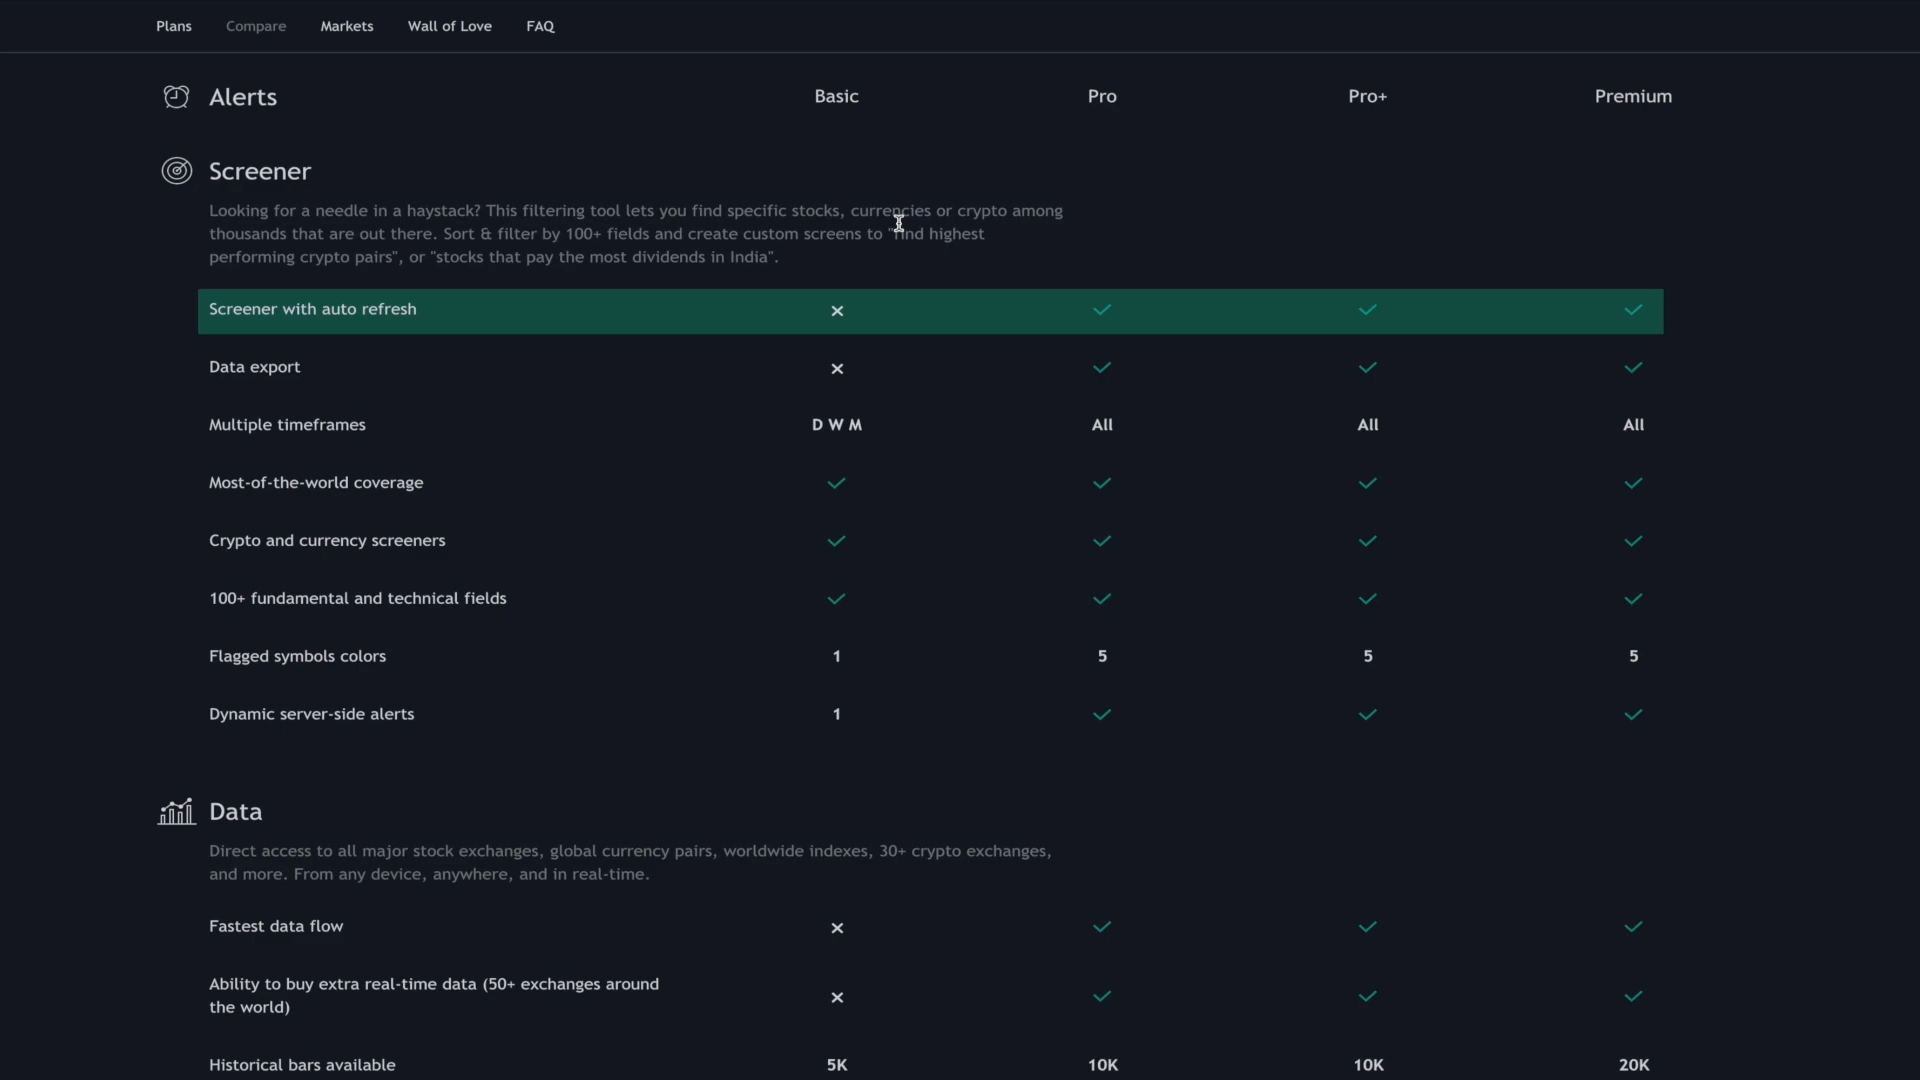 Plans Compare Markets Wall of Love FAQ
Alerts Basic Pro Pro+ Premium
Screener
Looking for a needle in a haystack? This filtering tool lets you find specific stocks, currencies or crypto among
thousands that are out there. Sort & filter by 100+ fields and create custom screens to "find highest
performing crypto pairs", or "stocks that pay the most dividends in India".
Screener with auto refresh
Data export
Multiple timeframes D W M All All All
Most-of-the-world coverage
Crypto and currency screeners
100+ fundamental and technical fields
Flagged symbols colors 1 5 5 5
Dynamic server-side alerts 1
Data
Direct access to all major stock exchanges, global currency pairs, worldwide indexes, 30+ crypto exchanges,
and more. From any device, anywhere, and in real-time.
Fastest data flow
Ability to buy extra real-time data (50+ exchanges around
the world)
Historical bars available 5K 10K 10K 20K